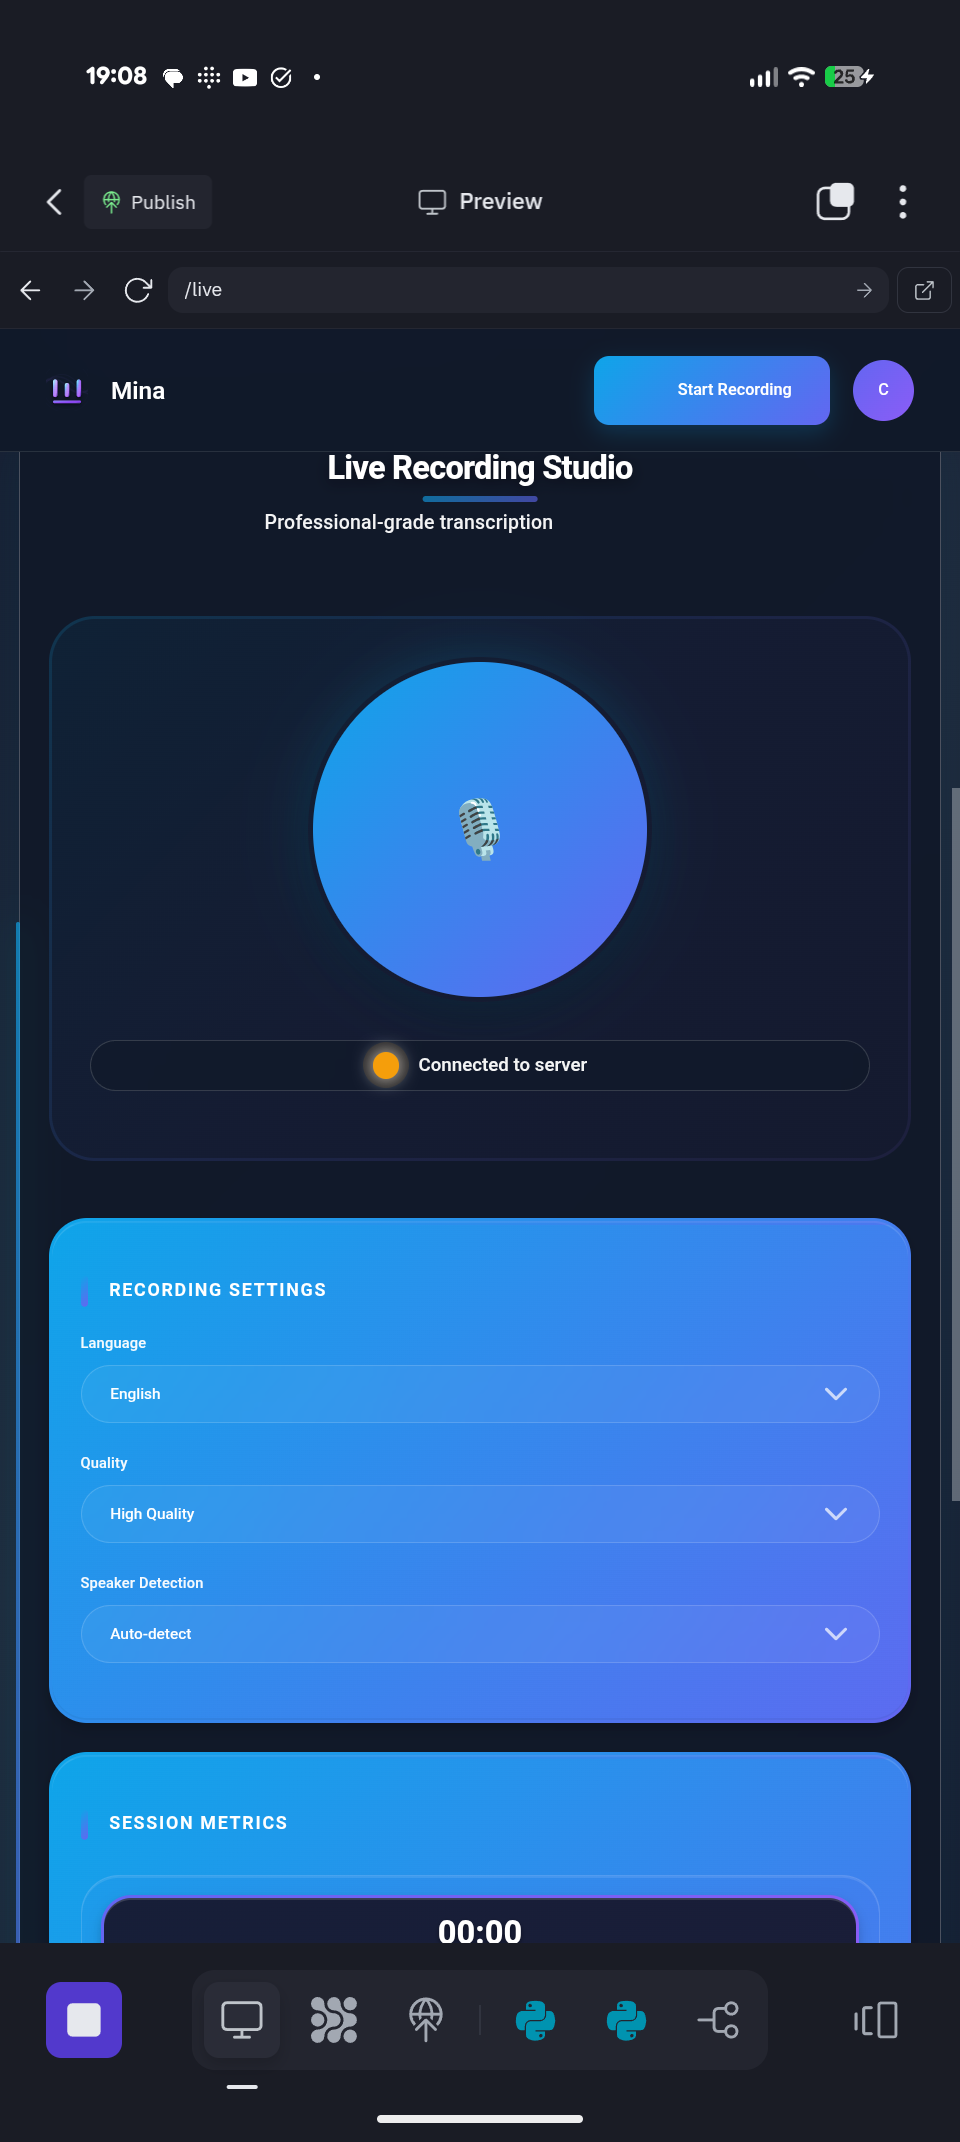 19:08
25
Publish
Preview
/live
Mina
Start Recording
C
Live Recording Studio
Professional-grade transcription
Connected to server
RECORDING SETTINGS
Language
English
Quality
High Quality
Speaker Detection
Auto-detect
SESSION METRICS
00:00